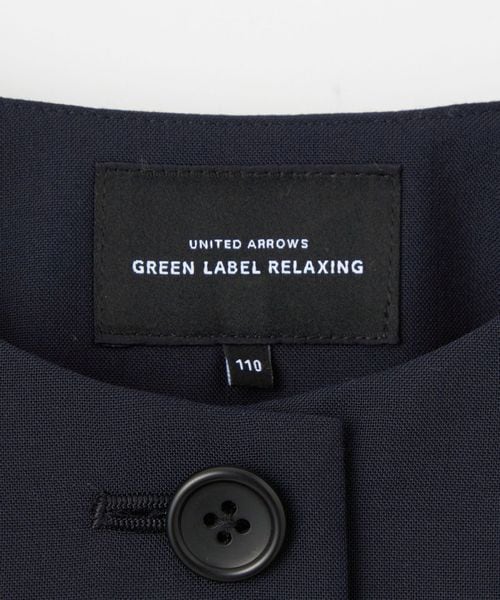 UNITED ARROWS
GREEN LABEL RELAXING
110